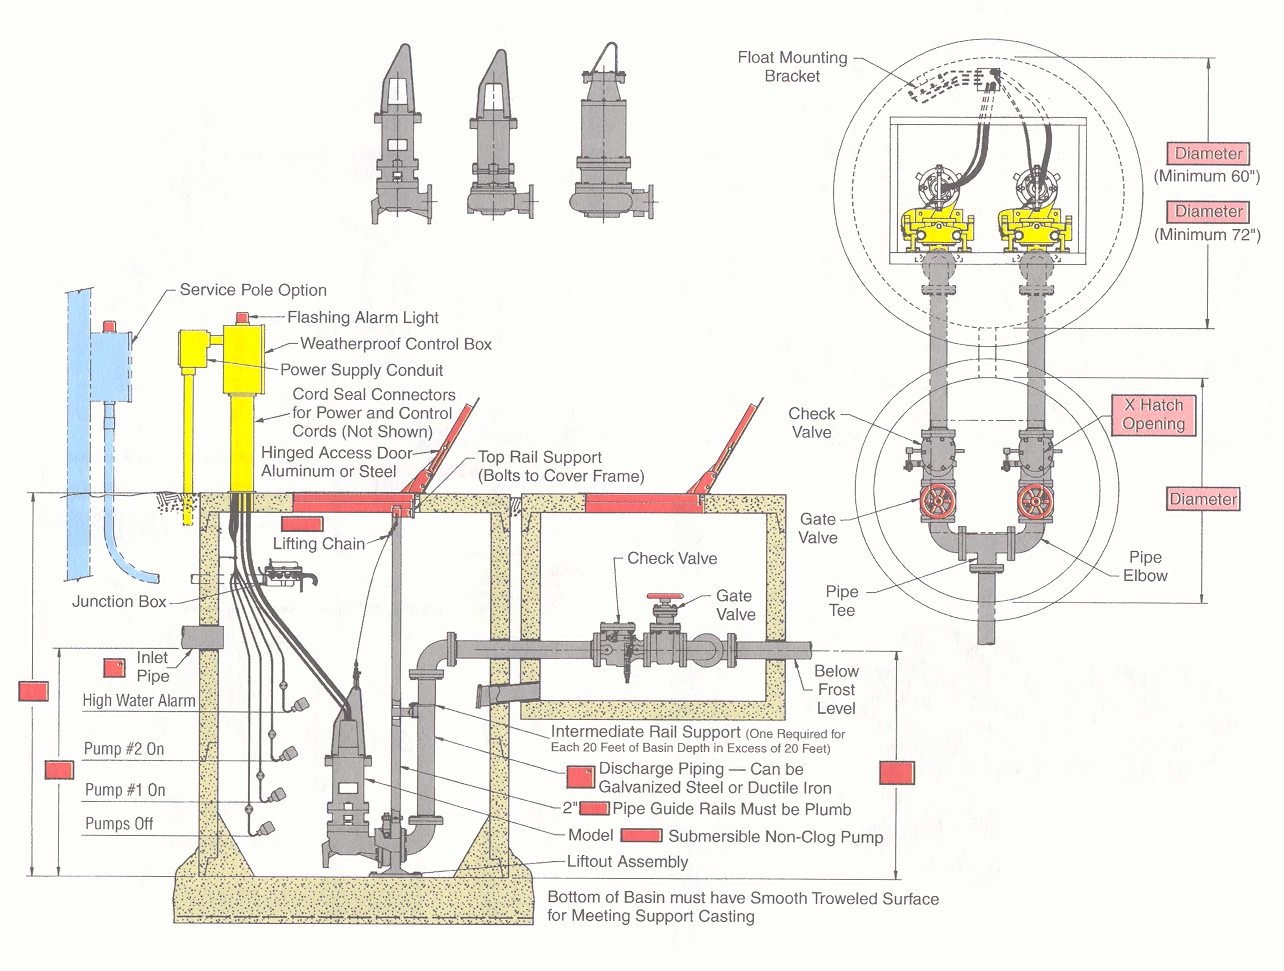 Float Mounting
Bracket
Diameter
(Minimum 60")
Diameter
(Minimum 72")
Service Pole Option
Flashing Alarm Light
Weatherproof Control Box
Power Supply Conduit
Cord Seal Connectors
for Power and Control
Cords (Not Shown)
Hinged Access Door
Aluminum or Steel
Top Rail Support
(Bolts to Cover Frame)
Check
Valve
X Hatch
Opening
Diameter
Gate
Valve
Pipe
Elbow
Pipe
Tee
Lifting Chain
Check Valve
Gate
Valve
Junction Box
Inlet
Pipe
Below
Frost
Level
High Water Alarm
Pump #2 On
Pump #1 On
Pumps Off
Intermediate Rail Support (One Required for
Each 20 Feet of Basin Depth in Excess of 20 Feet)
Discharge Piping — Can be
Galvanized Steel or Ductile Iron
2" Pipe Guide Rails Must be Plumb
Model Submersible Non-Clog Pump
Liftout Assembly
Bottom of Basin must have Smooth Troweled Surface
for Meeting Support Casting